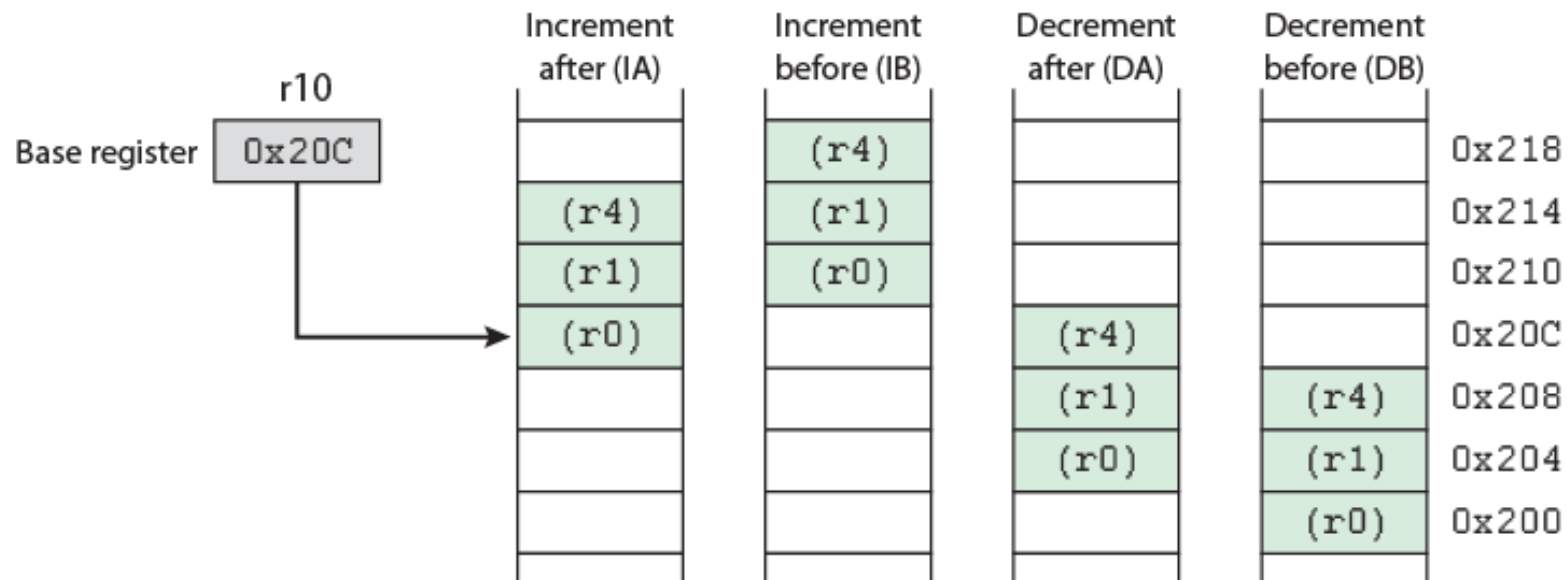 Increment
after (IA)
Increment
before (IB)
Decrement
after (DA)
Decrement
before (DB)
r10
Base register
0x20C
(r4)
0x218
(r4)
(r1)
0x214
(r1)
(r0)
0x210
(r0)
(r4)
0x20C
(r1)
(r4)
0x208
(r0)
(r1)
0x204
(r0)
0x200